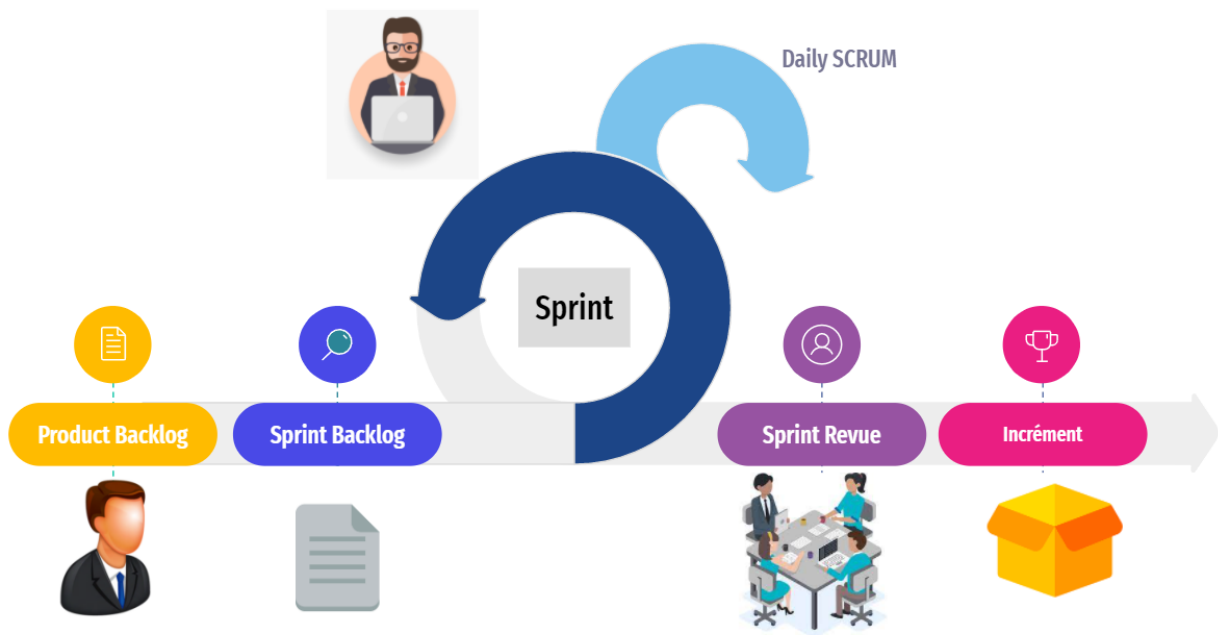 Daily SCRUM
Sprint
Product Backlog
Sprint Backlog
Sprint Revue
Incrément